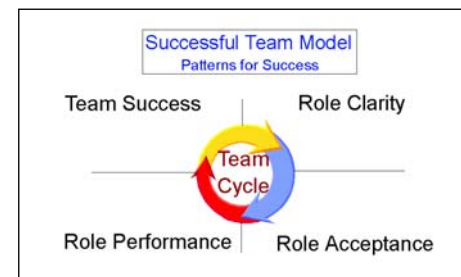 Successful Team Model
Patterns for Success
Team Success
Role Clarity
Team
Cycle
Role Performance
Role Acceptance